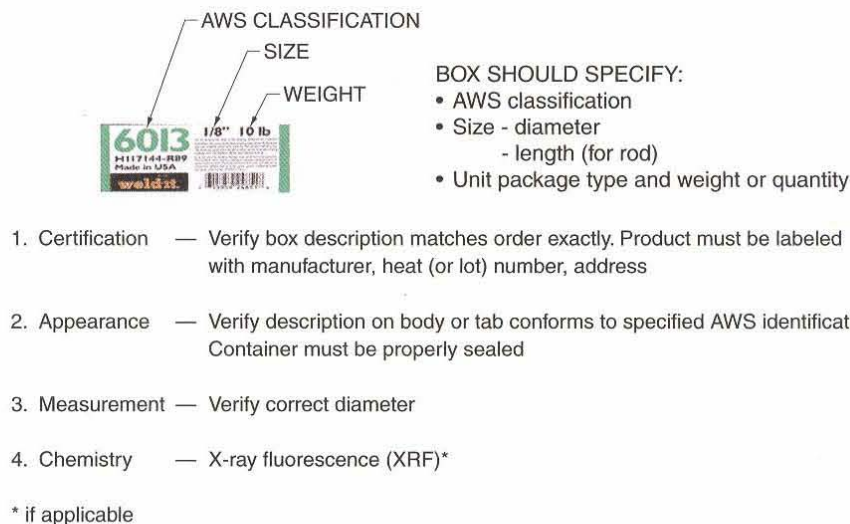 AWS CLASSIFICATION
SIZE
WEIGHT
6013
1/8" 10 lb
H117144-R89
Made in USA
weldit
BOX SHOULD SPECIFY:
• AWS classification
• Size - diameter
- length (for rod)
• Unit package type and weight or quantity
1. Certification — Verify box description matches order exactly. Product must be labeled
with manufacturer, heat (or lot) number, address
2. Appearance — Verify description on body or tab conforms to specified AWS identificat
Container must be properly sealed
3. Measurement — Verify correct diameter
4. Chemistry — X-ray fluorescence (XRF)*
* if applicable